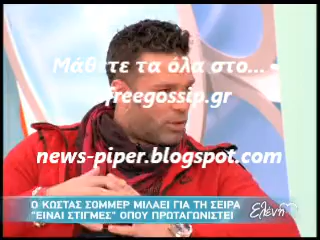 Μάθετε τα όλα στο...
freegossip.gr
news-piper.blogspot.com
Ο ΚΩΣΤΑΣ ΣΟΜΜΕΡ ΜΙΛΑΕΙ ΓΙΑ ΤΗ ΣΕΙΡΑ
"ΕΙΝΑΙ ΣΤΙΓΜΕΣ" ΟΠΟΥ ΠΡΩΤΑΓΩΝΙΣΤΕΙ
Ελένη